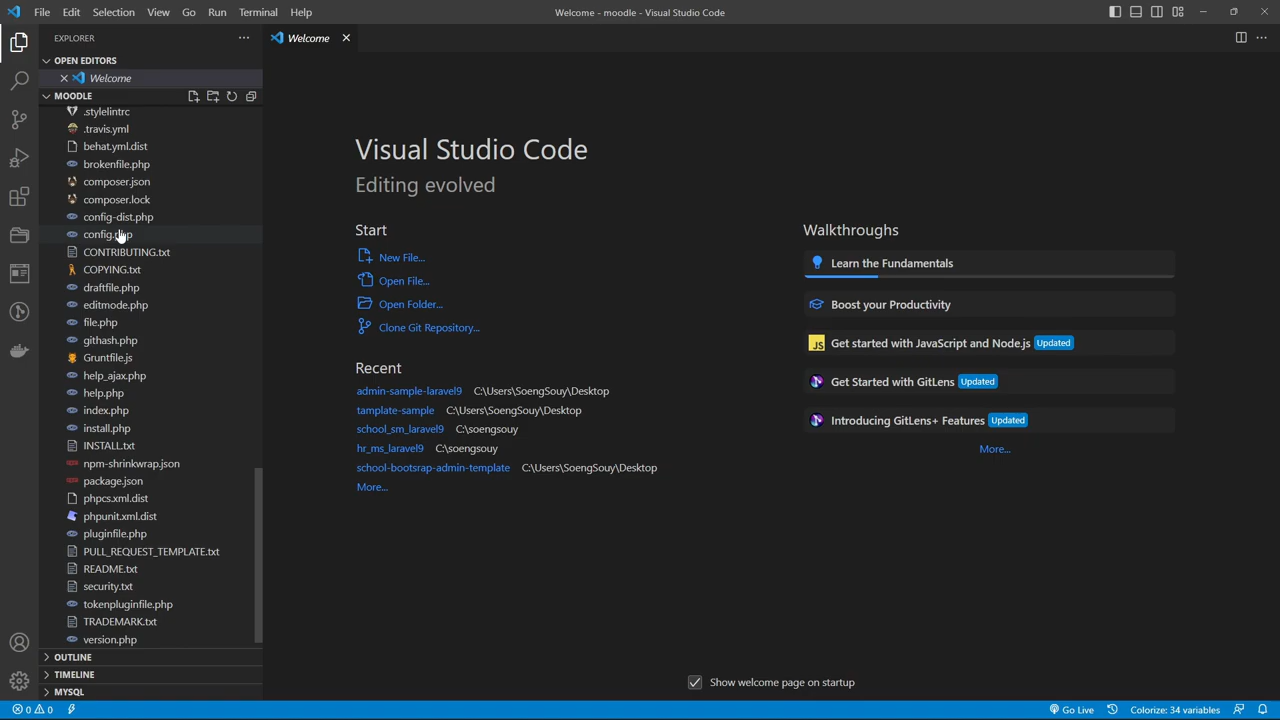 File Edit Selection View Go Run Terminal Help
Welcome - moodle - Visual Studio Code
EXPLORER
OPEN EDITORS
Welcome
MOODLE
.stylelintrc
.travis.yml
behat.yml.dist
brokenfile.php
composer.json
composer.lock
config-dist.php
config.php
CONTRIBUTING.txt
COPYING.txt
draftfile.php
editmode.php
file.php
githash.php
Gruntfile.js
help_ajax.php
help.php
index.php
install.php
INSTALL.txt
npm-shrinkwrap.json
package.json
phpcs.xml.dist
phpunit.xml.dist
pluginfile.php
PULL_REQUEST_TEMPLATE.txt
README.txt
security.txt
tokenpluginfile.php
TRADEMARK.txt
version.php
OUTLINE
TIMELINE
MYSQL
Welcome
Visual Studio Code
Editing evolved
Start
New File...
Open File...
Open Folder...
Clone Git Repository...
Recent
admin-sample-laravel9 C:\Users\SoengSouy\Desktop
tamplate-sample C:\Users\SoengSouy\Desktop
school_sm_laravel9 C:\soengsouy
hr_ms_laravel9 C:\soengsouy
school-bootsrap-admin-template C:\Users\SoengSouy\Desktop
More...
Walkthroughs
Learn the Fundamentals
Boost your Productivity
JS Get started with JavaScript and Node.js Updated
Get Started with GitLens Updated
Introducing GitLens+ Features Updated
More...
Show welcome page on startup
0 0
Go Live
Colorize: 34 variables